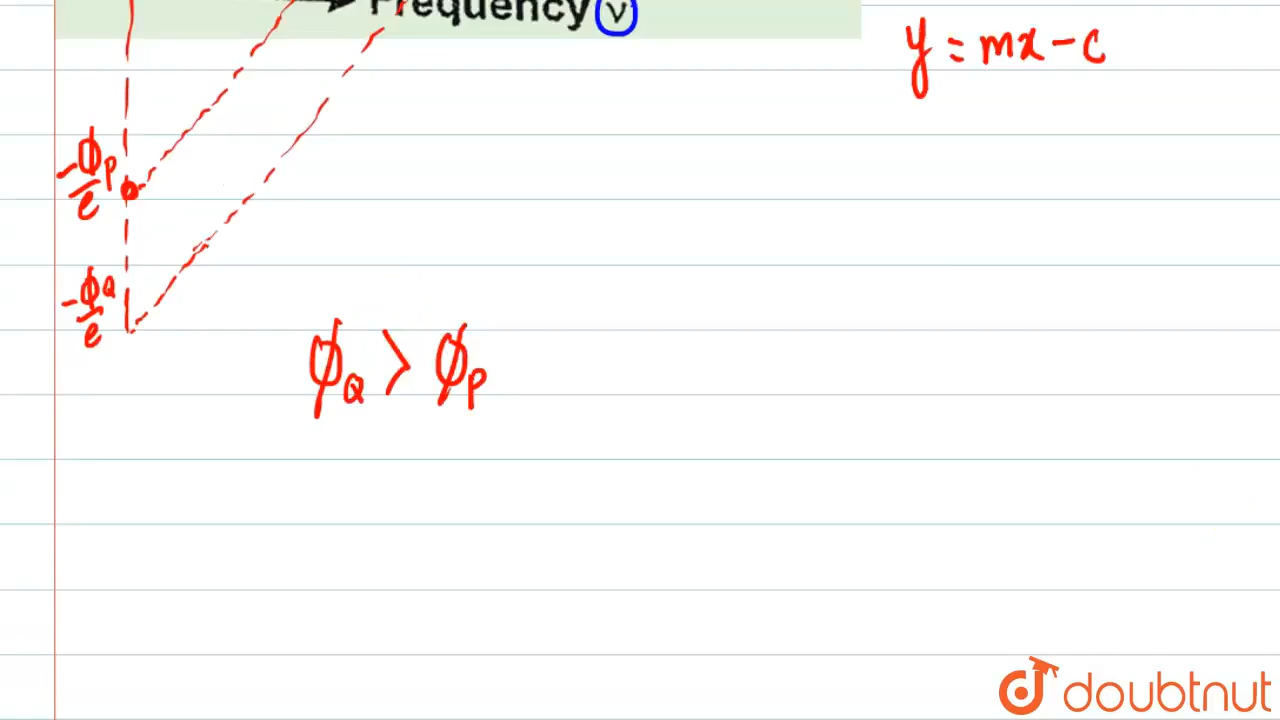 Frequency ν
y = mx - c
-ϕP/e
-ϕQ/e
ϕQ > ϕP
doubtnut